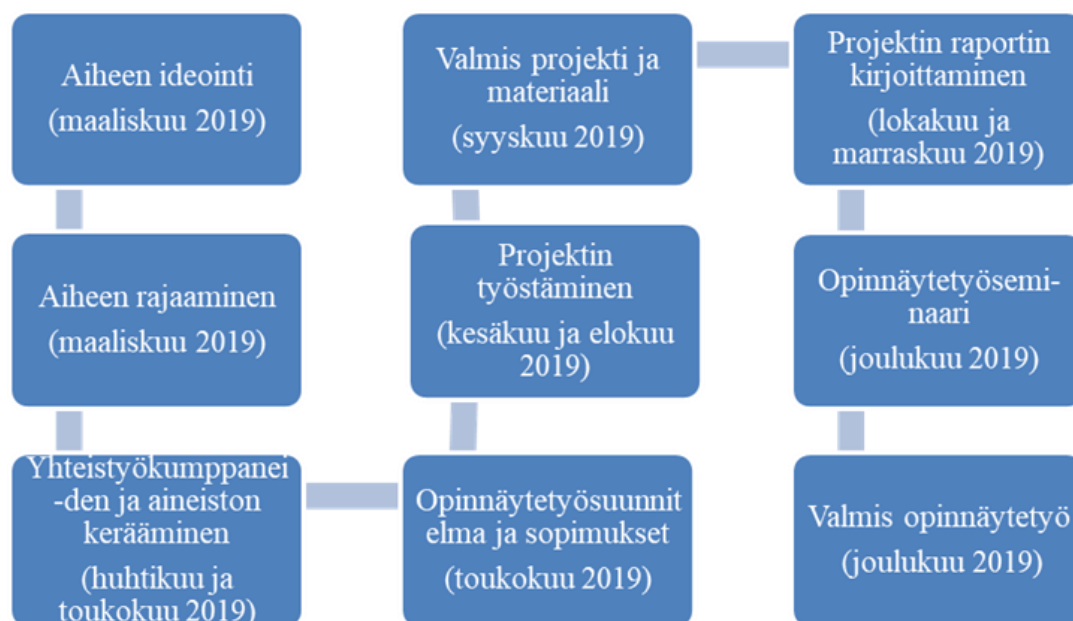 Aiheen ideointi
(maaliskuu 2019)
Aiheen rajaaminen
(maaliskuu 2019)
Yhteistyökumppanei
-den ja aineiston
kerääminen
(huhtikuu ja
toukokuu 2019)
Opinnäytetyösuunnit
elma ja sopimukset
(toukokuu 2019)
Projektin
työstäminen
(kesäkuu ja elokuu
2019)
Valmis projekti ja
materiaali
(syyskuu 2019)
Projektin raportin
kirjoittaminen
(lokakuu ja
marraskuu 2019)
Opinnäytetyösemi-
naari
(joulukuu 2019)
Valmis opinnäytetyö
(joulukuu 2019)